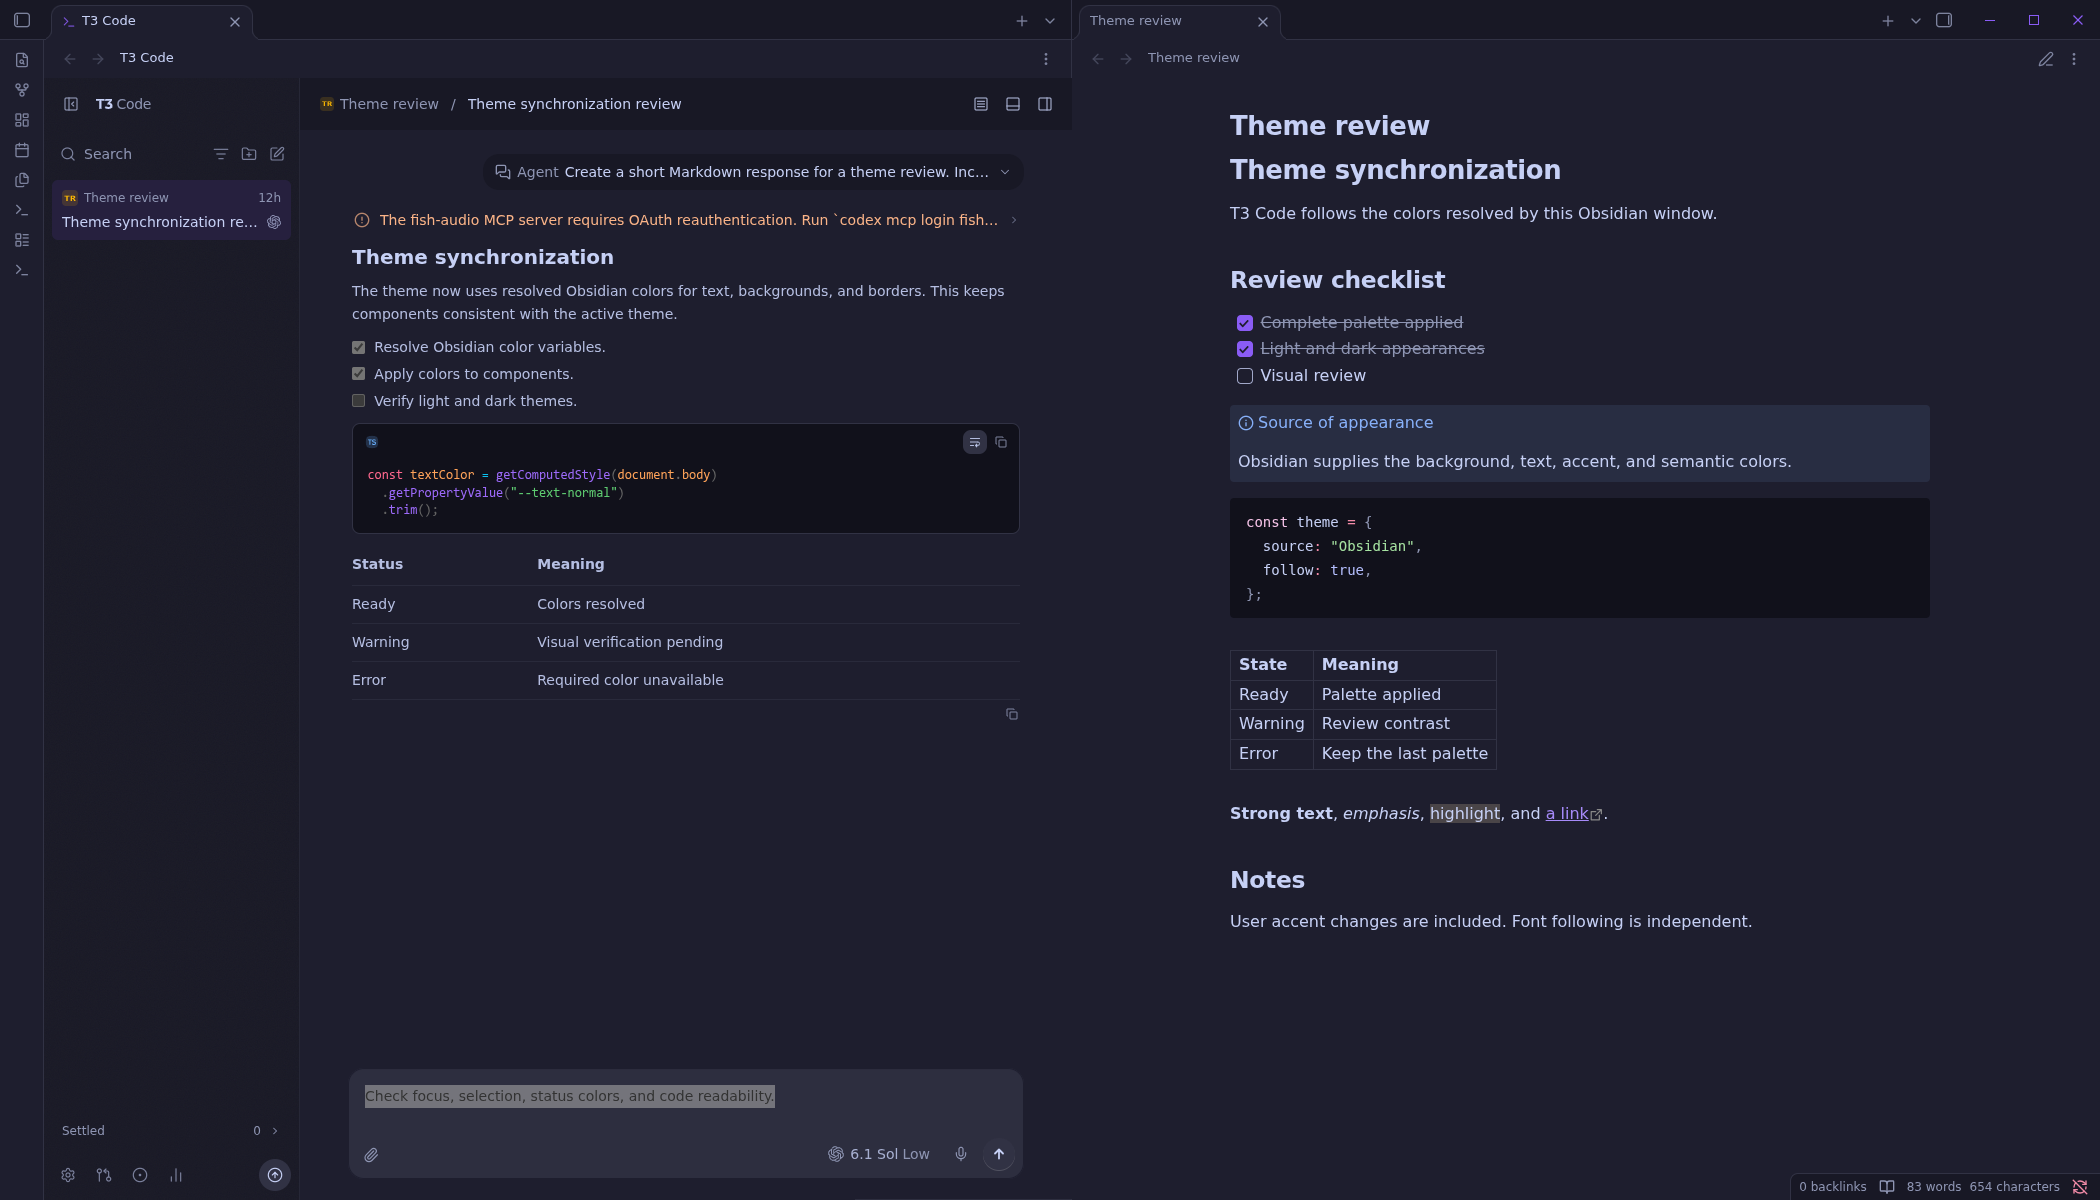 T3 Code
Theme review
T3 Code
Theme review
T3 Code
TR Theme review / Theme synchronization review
Search
TR Theme review 12h
Theme synchronization re...
Agent Create a short Markdown response for a theme review. Inc...
The fish-audio MCP server requires OAuth reauthentication. Run `codex mcp login fish...
Theme synchronization
The theme now uses resolved Obsidian colors for text, backgrounds, and borders. This keeps
components consistent with the active theme.
Resolve Obsidian color variables.
Apply colors to components.
Verify light and dark themes.
TS
const textColor = getComputedStyle(document.body)
  .getPropertyValue("--text-normal")
  .trim();
Status Meaning
Ready Colors resolved
Warning Visual verification pending
Error Required color unavailable
Check focus, selection, status colors, and code readability.
6.1 Sol Low
Settled 0
Theme review
Theme synchronization
T3 Code follows the colors resolved by this Obsidian window.
Review checklist
Complete palette applied
Light and dark appearances
Visual review
Source of appearance
Obsidian supplies the background, text, accent, and semantic colors.
const theme = {
  source: "Obsidian",
  follow: true,
};
State Meaning
Ready Palette applied
Warning Review contrast
Error Keep the last palette
Strong text, emphasis, highlight, and a link.
Notes
User accent changes are included. Font following is independent.
0 backlinks 83 words 654 characters